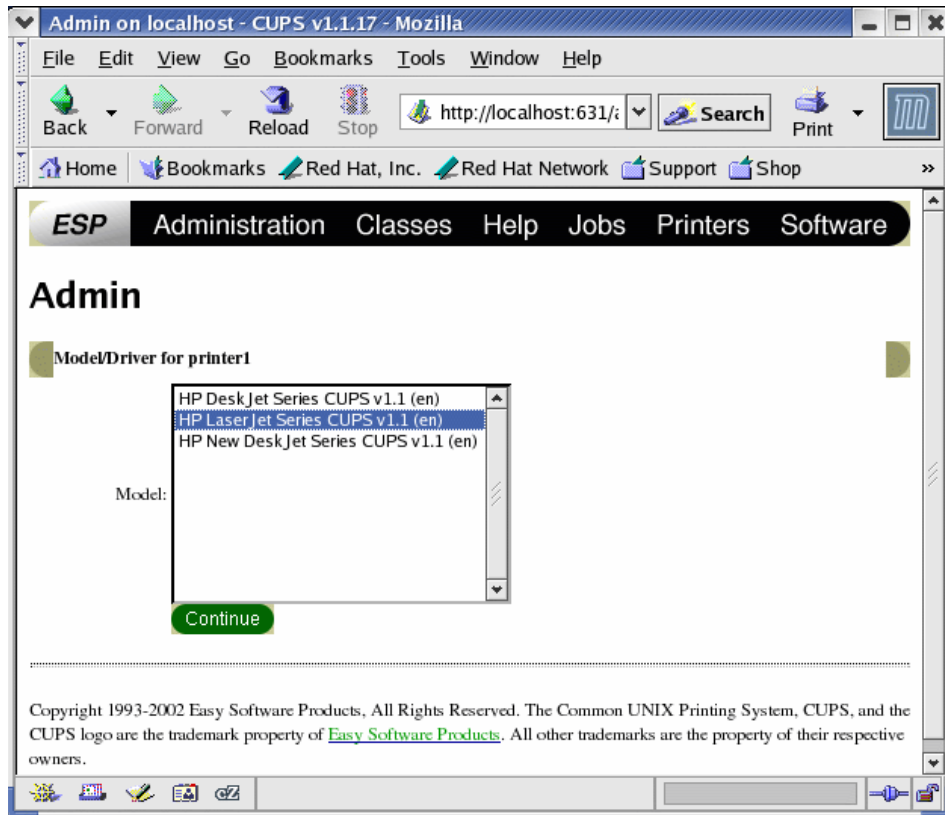 Admin on localhost - CUPS v1.1.17 - Mozilla
File Edit View Go Bookmarks Tools Window Help
Back Forward Reload Stop http://localhost:631/a Search Print
Home Bookmarks Red Hat, Inc. Red Hat Network Support Shop »
ESP Administration Classes Help Jobs Printers Software
Admin
Model/Driver for printer1
HP DeskJet Series CUPS v1.1 (en)
HP LaserJet Series CUPS v1.1 (en)
HP New DeskJet Series CUPS v1.1 (en)
Model:
Continue
Copyright 1993-2002 Easy Software Products, All Rights Reserved. The Common UNIX Printing System, CUPS, and the
CUPS logo are the trademark property of Easy Software Products. All other trademarks are the property of their respective
owners.